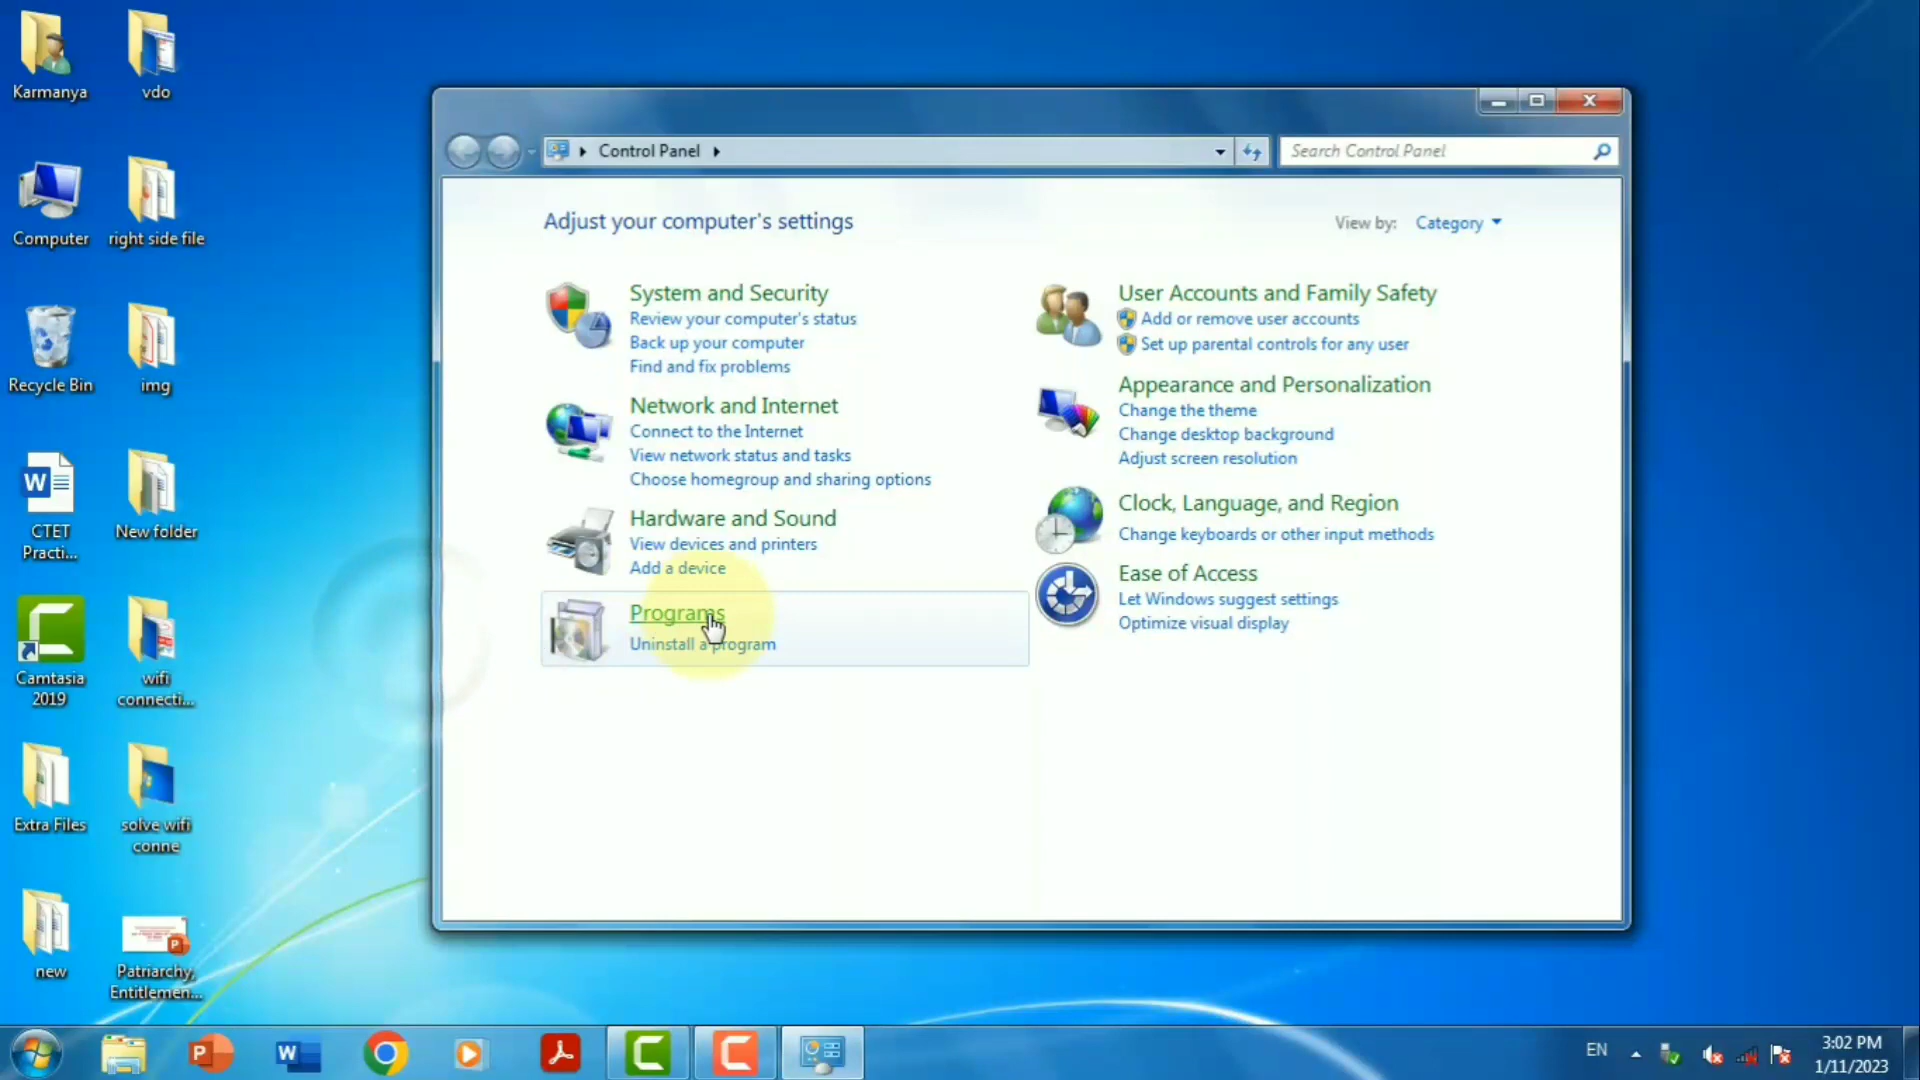 Karmanya
vdo
Computer
right side file
Recycle Bin
img
CTET
Practi...
New folder
Camtasia
2019
wifi
connecti...
Extra Files
solve wifi
conne
new
Patriarchy,
Entitlemen...
Control Panel
Search Control Panel
Adjust your computer's settings
View by: Category
System and Security
Review your computer's status
Back up your computer
Find and fix problems
Network and Internet
Connect to the Internet
View network status and tasks
Choose homegroup and sharing options
Hardware and Sound
View devices and printers
Add a device
Programs
Uninstall a program
User Accounts and Family Safety
Add or remove user accounts
Set up parental controls for any user
Appearance and Personalization
Change the theme
Change desktop background
Adjust screen resolution
Clock, Language, and Region
Change keyboards or other input methods
Ease of Access
Let Windows suggest settings
Optimize visual display
EN
3:02 PM
1/11/2023